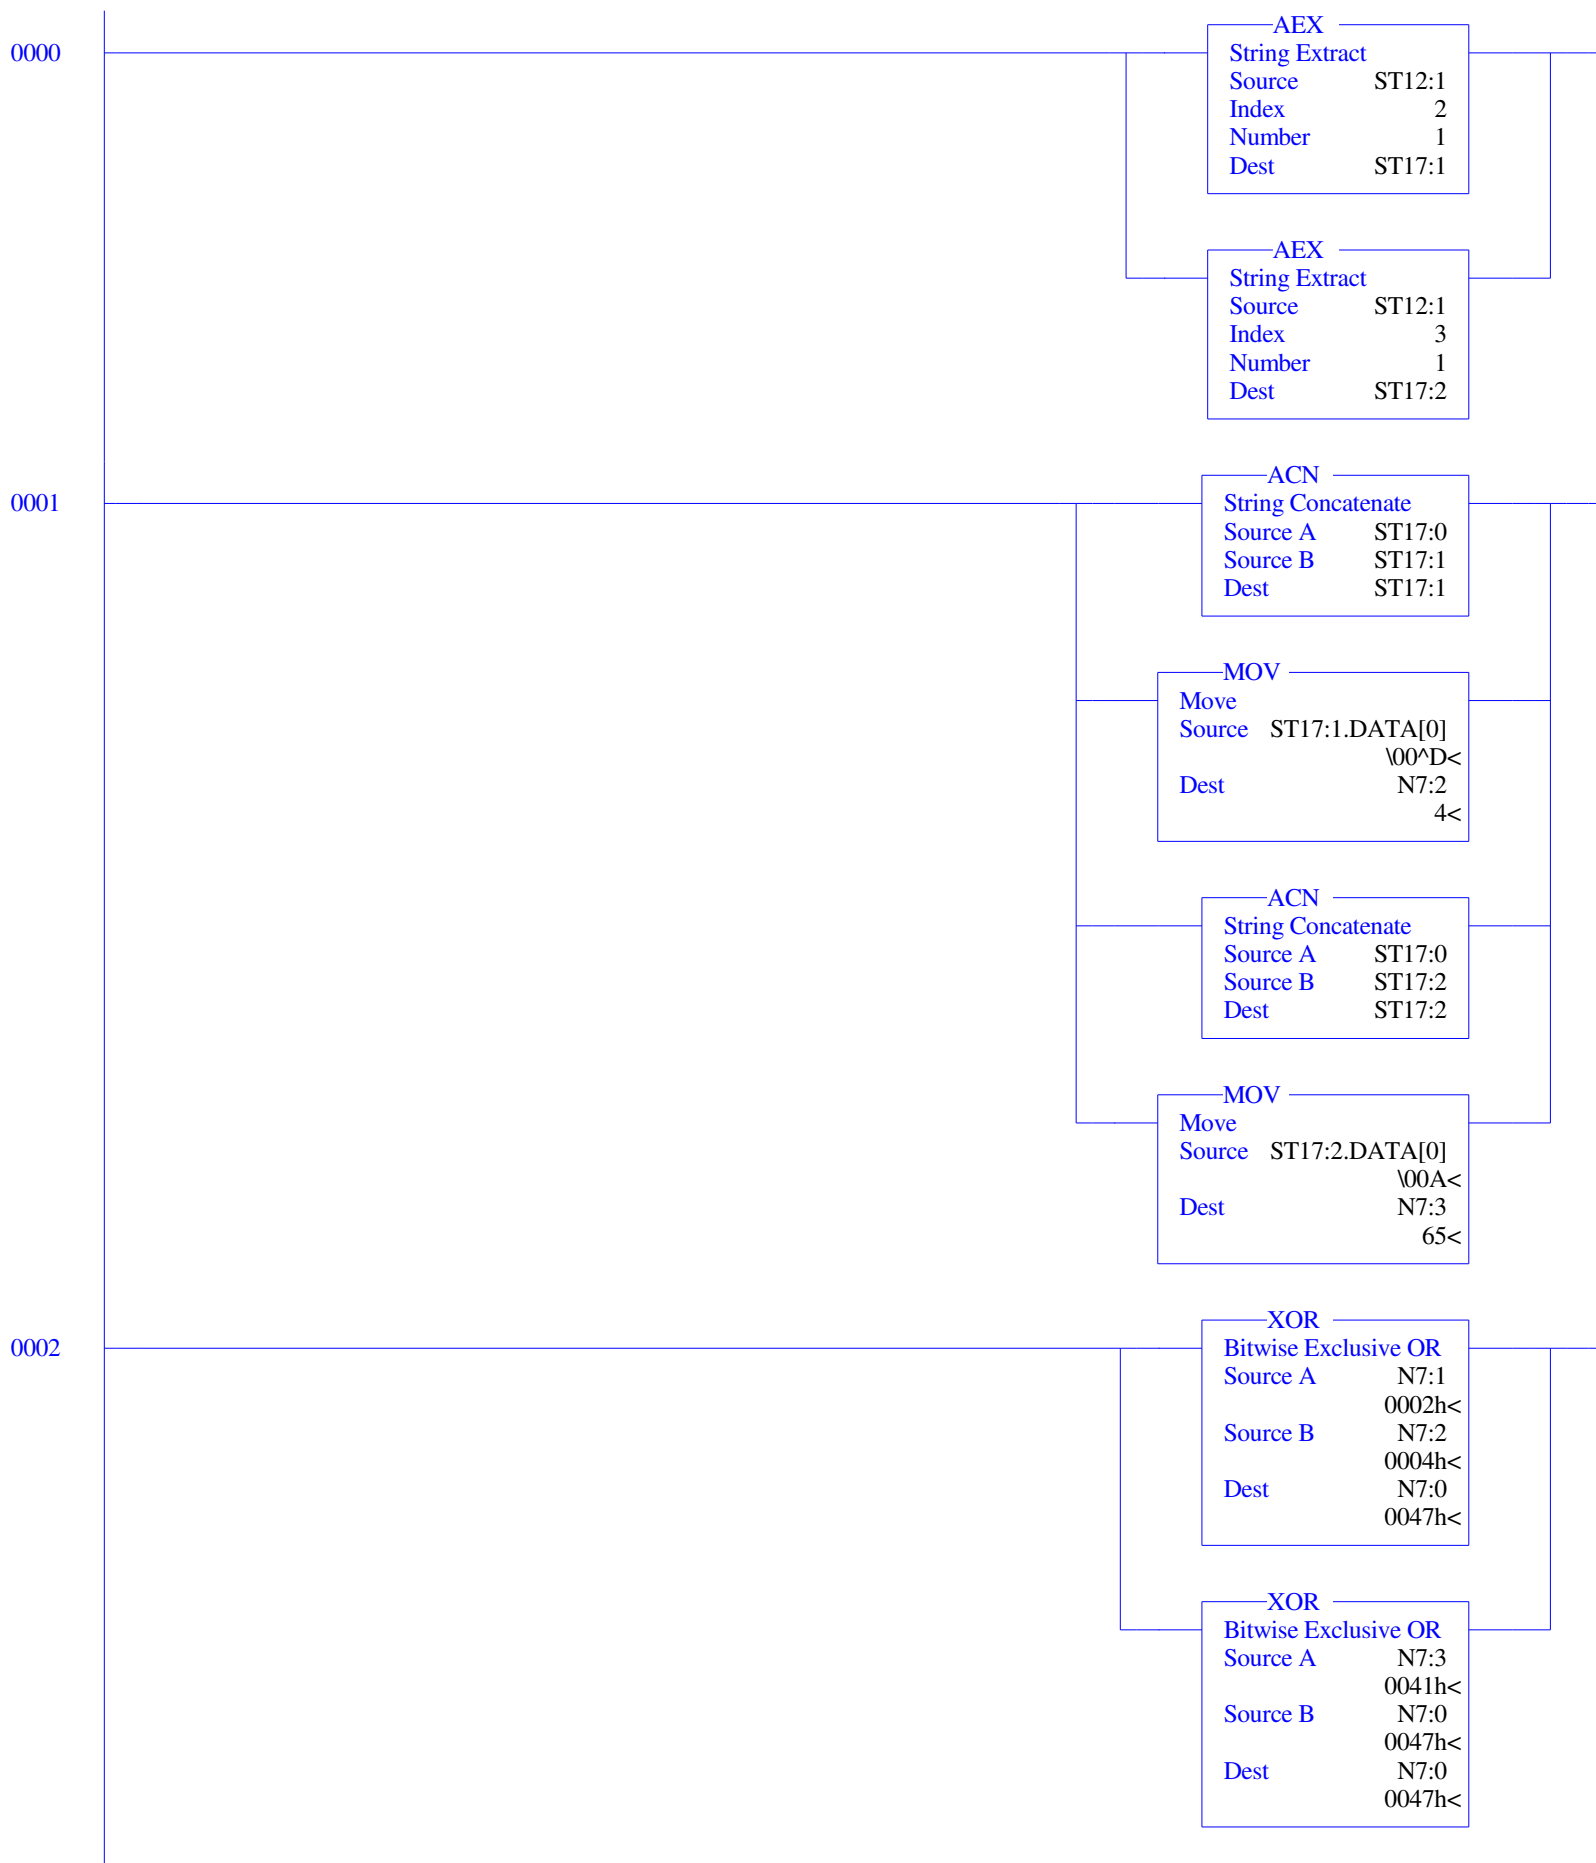 0000
AEX
String Extract
Source ST12:1
Index 2
Number 1
Dest ST17:1
AEX
String Extract
Source ST12:1
Index 3
Number 1
Dest ST17:2
0001
ACN
String Concatenate
Source A ST17:0
Source B ST17:1
Dest ST17:1
MOV
Move
Source ST17:1.DATA[0]
\00^D<
Dest N7:2
4<
ACN
String Concatenate
Source A ST17:0
Source B ST17:2
Dest ST17:2
MOV
Move
Source ST17:2.DATA[0]
\00A<
Dest N7:3
65<
0002
XOR
Bitwise Exclusive OR
Source A N7:1
0002h<
Source B N7:2
0004h<
Dest N7:0
0047h<
XOR
Bitwise Exclusive OR
Source A N7:3
0041h<
Source B N7:0
0047h<
Dest N7:0
0047h<